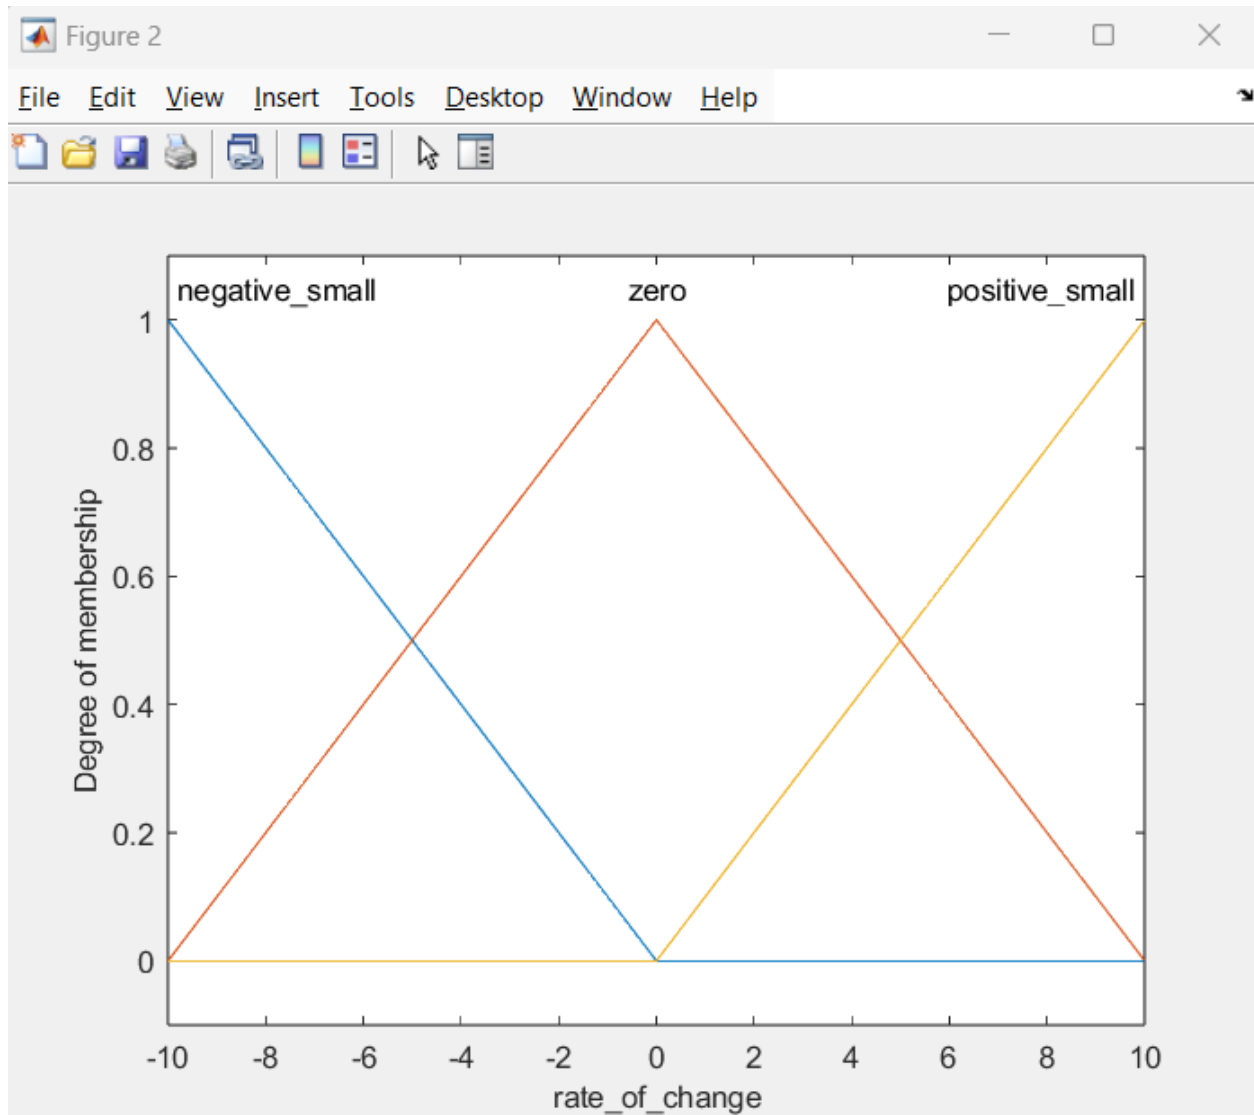 Figure 2
File Edit View Insert Tools Desktop Window Help
negative_small zero positive_small
1
0.8
0.6
0.4
0.2
0
Degree of membership
-10 -8 -6 -4 -2 0 2 4 6 8 10
rate_of_change